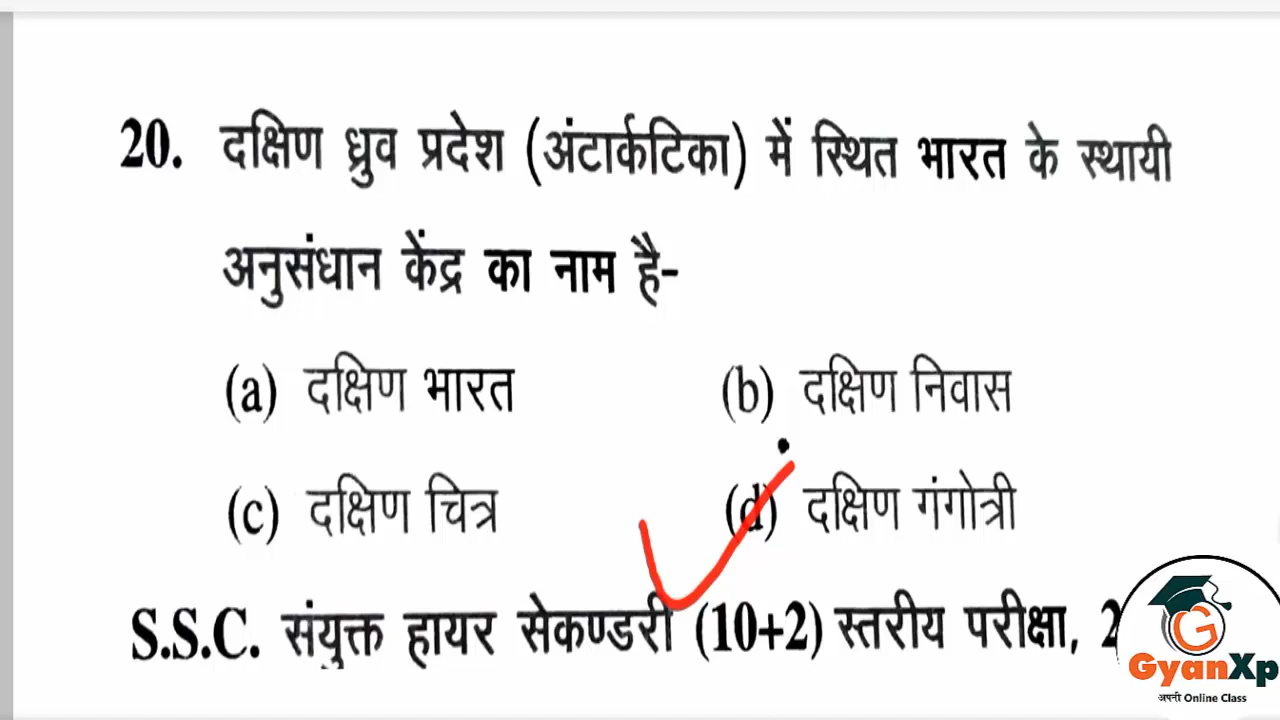 20. दक्षिण ध्रुव प्रदेश (अंटार्कटिका) में स्थित भारत के स्थायी
अनुसंधान केंद्र का नाम है-
(a) दक्षिण भारत (b) दक्षिण निवास
(c) दक्षिण चित्र (d) दक्षिण गंगोत्री
S.S.C. संयुक्त हायर सेकण्डरी (10+2) स्तरीय परीक्षा, 2
G
GyanXp
अपनी Online Class